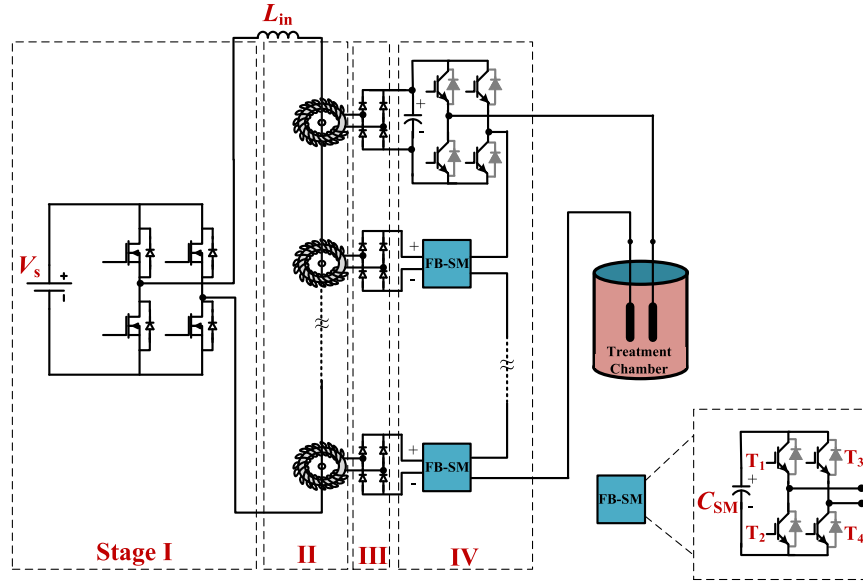 L_in
V_s
+
-
+
-
+
-
FB-SM
+
-
FB-SM
Treatment
Chamber
Stage I
II
III
IV
FB-SM
C_SM
+
-
T_1
T_2
T_3
T_4